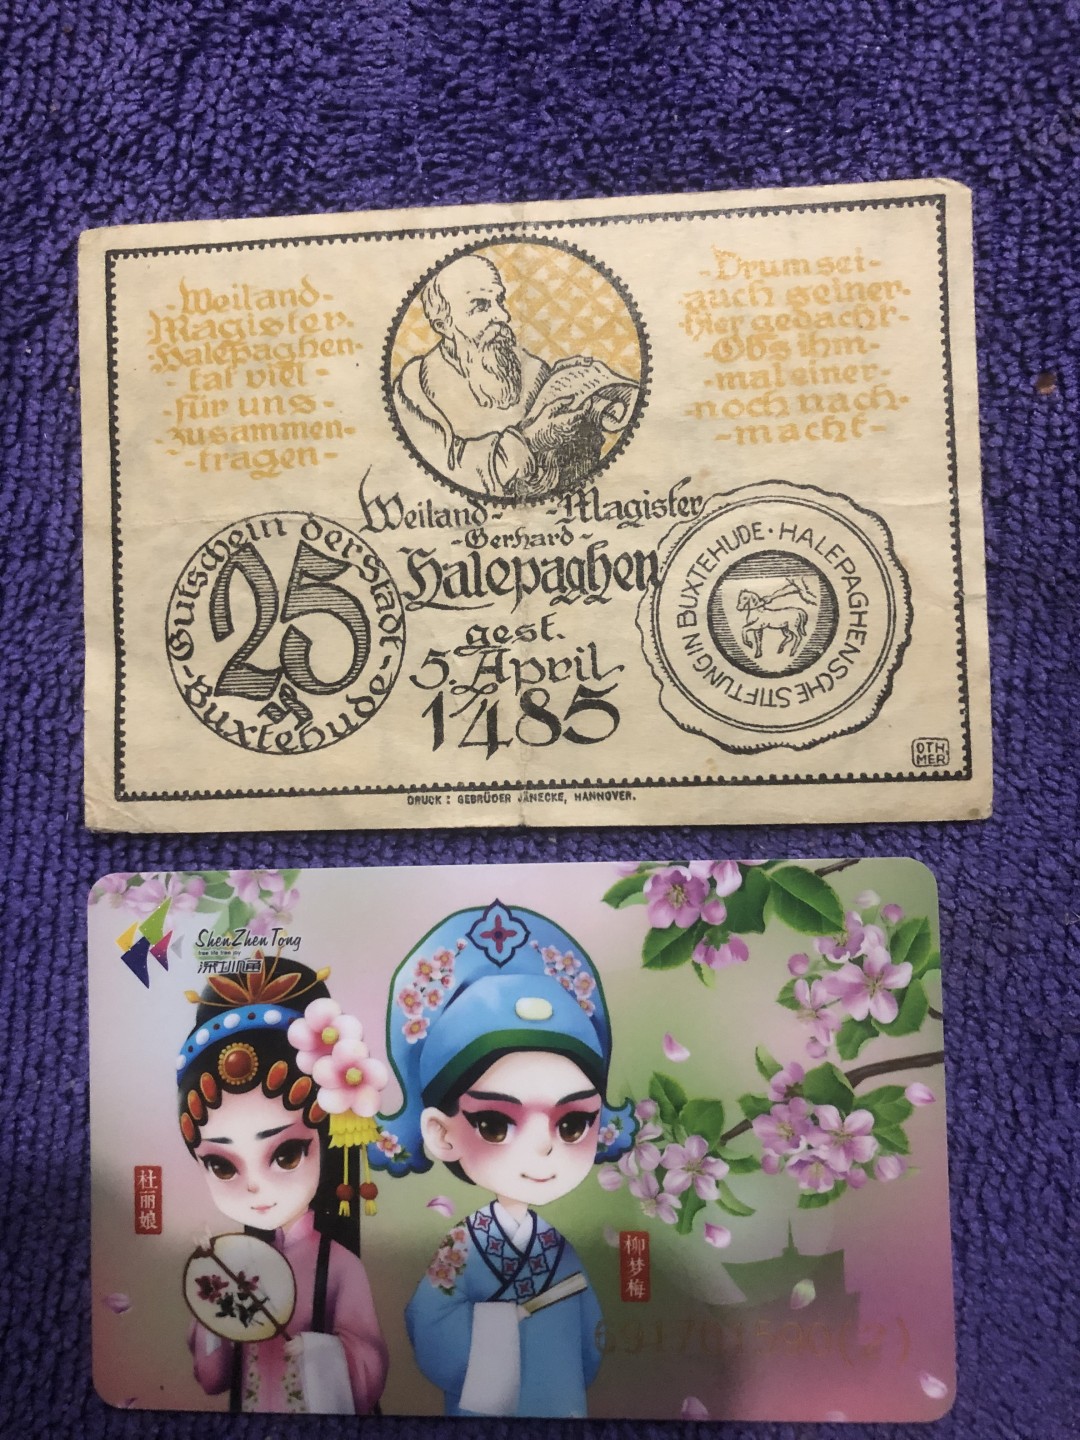 -Weiland-
Magister-
Halepaghen-
-tat viel-
-für uns-
-zusammen-
-tragen-
-Drum sei-
auch seiner-
hier gedacht-
-Obs ihm-
-mal einer-
-noch nach-
-macht-
Weiland- -Magister
-Gerhard-
Halepaghen
gest.
5. April
1485
-Gutschein der Stadt-
25
-Buxtehude-
HALEPAGHENSCHE STIFTUNG IN BUXTEHUDE ·
OTH
MER
DRUCK : GEBRÜDER JÄNECKE, HANNOVER.
ShenZhen Tong
深圳通
杜丽娘
柳梦梅